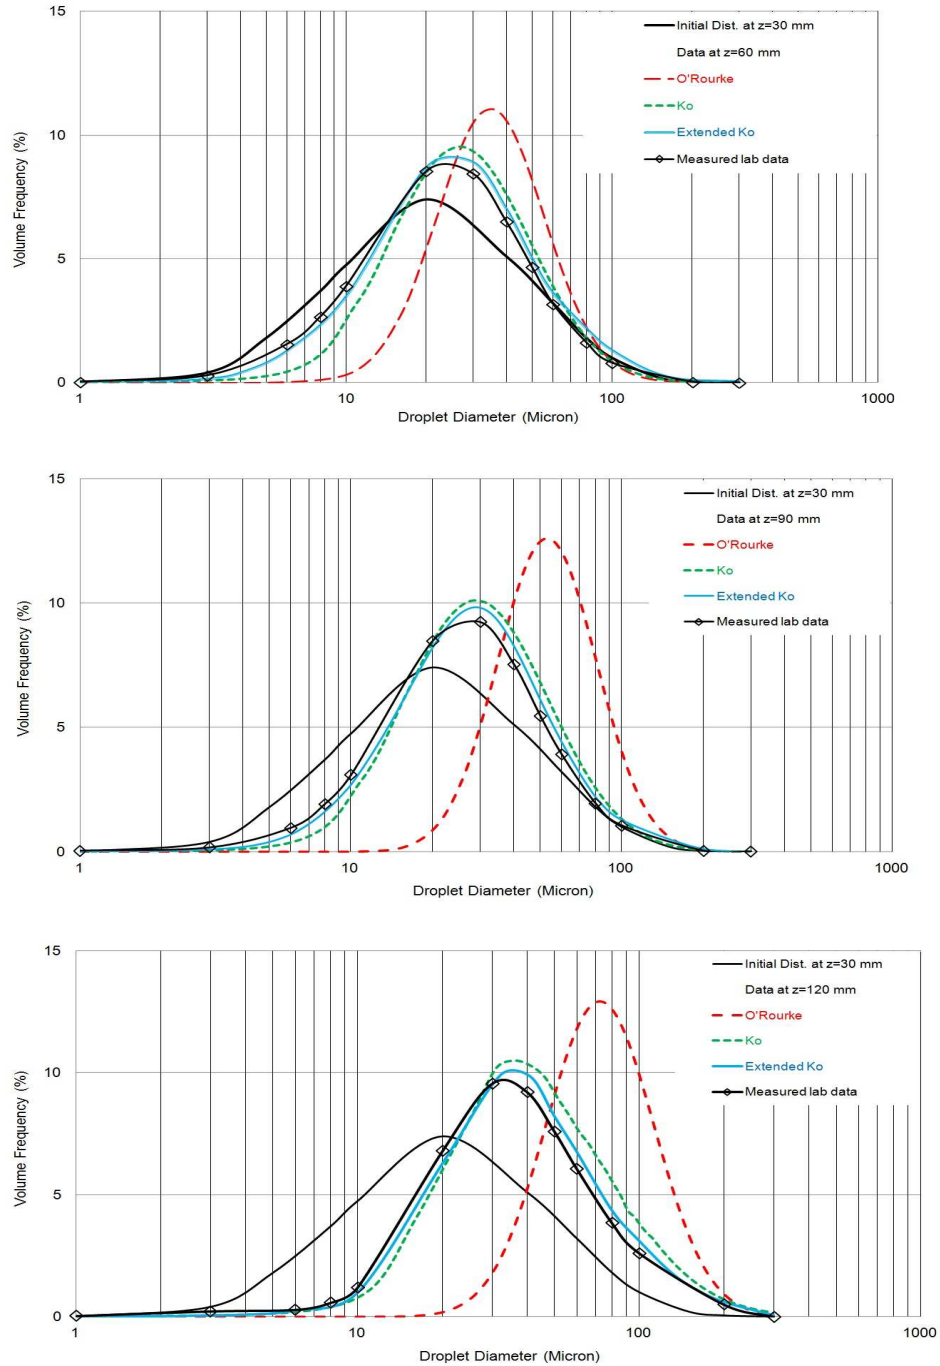 15
10
5
0
Volume Frequency (%)
Initial Dist. at z=30 mm
Data at z=60 mm
O'Rourke
Ko
Extended Ko
Measured lab data
1
10
100
1000
Droplet Diameter (Micron)
15
10
5
0
Volume Frequency (%)
Initial Dist. at z=30 mm
Data at z=90 mm
O'Rourke
Ko
Extended Ko
Measured lab data
1
10
100
1000
Droplet Diameter (Micron)
15
10
5
0
Volume Frequency (%)
Initial Dist. at z=30 mm
Data at z=120 mm
O'Rourke
Ko
Extended Ko
Measured lab data
1
10
100
1000
Droplet Diameter (Micron)